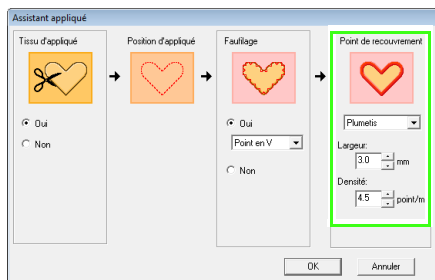 Assistant appliqué
Tissu d'appliqué
Oui
Non
Position d'appliqué
Faufilage
Oui
Point en V
Non
Point de recouvrement
Plumetis
Largeur:
3.0 mm
Densité:
4.5 point/m
OK Annuler